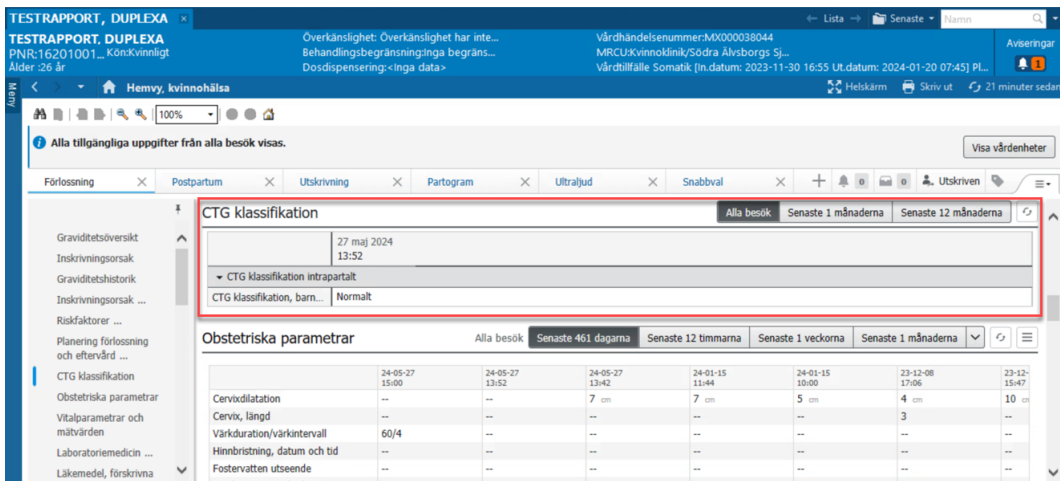 TESTRAPPORT, DUPLEXA ×
← Lista → Senaste Namn
TESTRAPPORT, DUPLEXA
PNR:16201001... Kön:Kvinnligt
Ålder :26 år
Överkänslighet: Överkänslighet har inte...
Behandlingsbegränsning:Inga begräns...
Dosdispensering:<Inga data>
Vårdhändelsenummer:MX000038044
MRCU:Kvinnoklinik/Södra Älvsborgs Sj...
Vårdtillfälle Somatik [In.datum: 2023-11-30 16:55 Ut.datum: 2024-01-20 07:45] Pl...
Aviseringar
1
Meny
Hemvy, kvinnohälsa
Helskärm Skriv ut 21 minuter sedan
100%
Alla tillgängliga uppgifter från alla besök visas.
Visa vårdenheter
Förlossning Postpartum Utskrivning Partogram Ultraljud Snabbval 0 0 Utskriven
Graviditetsöversikt
Inskrivningsorsak
Graviditetshistorik
Inskrivningsorsak ...
Riskfaktorer ...
Planering förlossning
och eftervård ...
CTG klassifikation
Obstetriska parametrar
Vitalparametrar och
mätvärden
Laboratoriemedicin ...
Läkemedel, förskrivna
CTG klassifikation
Alla besök Senaste 1 månaderna Senaste 12 månaderna
27 maj 2024
13:52
CTG klassifikation intrapartalt
CTG klassifikation, barn... Normalt
Obstetriska parametrar
Alla besök Senaste 461 dagarna Senaste 12 timmarna Senaste 1 veckorna Senaste 1 månaderna
24-05-27 24-05-27 24-05-27 24-01-15 24-01-15 23-12-08 23-12-
15:00 13:52 13:42 11:44 10:00 17:06 15:47
Cervixdilatation -- -- 7 cm 7 cm 5 cm 4 cm 10 cm
Cervix, längd -- -- -- -- -- 3 --
Värkduration/värkintervall 60/4 -- -- -- -- -- --
Hinnbristning, datum och tid -- -- -- -- -- -- --
Fostervatten utseende -- -- -- -- -- -- --